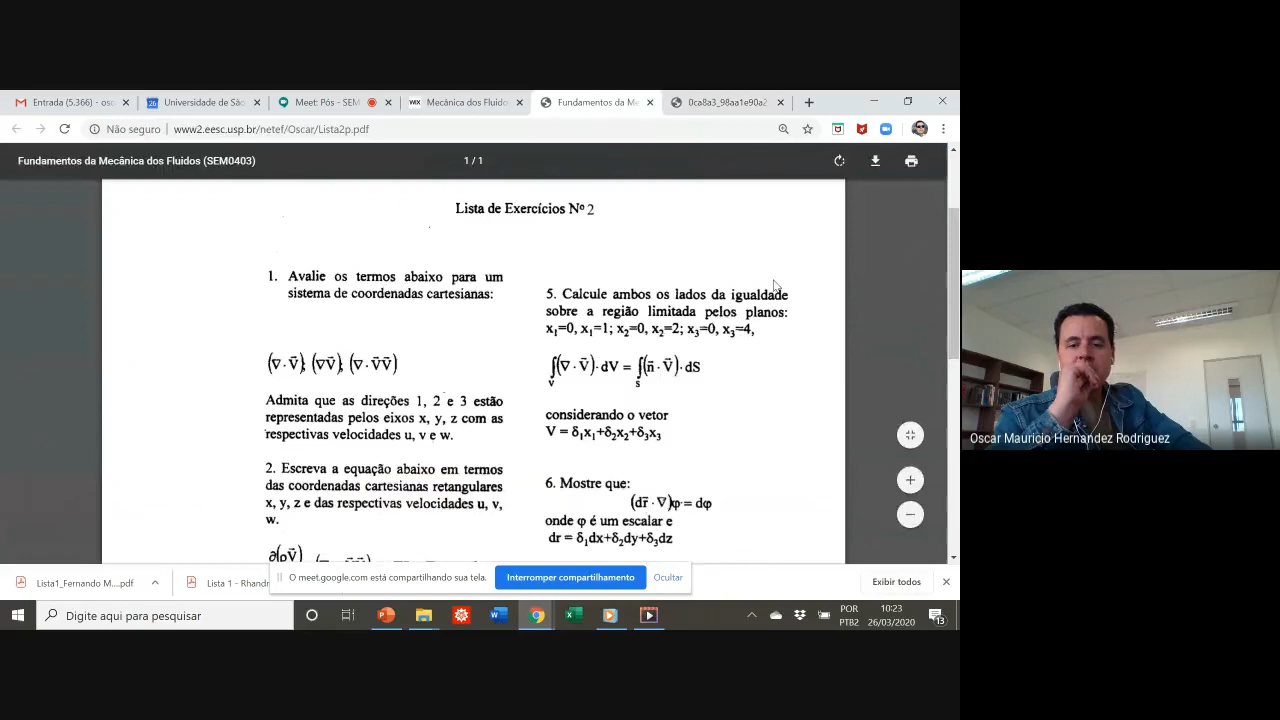 Entrada (5.366) - osc
Universidade de São
Meet: Pós - SEM
Mecânica dos Fluido
Fundamentos da Me
0ca8a3_98aa1e90a2
Não seguro
www2.eesc.usp.br/netef/Oscar/Lista2p.pdf
Fundamentos da Mecânica dos Fluidos (SEM0403)
1 / 1
Lista de Exercícios Nº 2
1. Avalie os termos abaixo para um
sistema de coordenadas cartesianas:
(∇·V⃗); (∇V⃗); (∇·V⃗V⃗)
Admita que as direções 1, 2 e 3 estão
representadas pelos eixos x, y, z com as
respectivas velocidades u, v e w.
2. Escreva a equação abaixo em termos
das coordenadas cartesianas retangulares
x, y, z e das respectivas velocidades u, v,
w.
∂(ρV⃗)
5. Calcule ambos os lados da igualdade
sobre a região limitada pelos planos:
x₁=0, x₁=1; x₂=0, x₂=2; x₃=0, x₃=4,
∫v(∇·V⃗)·dV = ∫s(n⃗·V⃗)·dS
considerando o vetor
V = δ₁x₁+δ₂x₂+δ₃x₃
6. Mostre que:
(dr⃗·∇)φ = dφ
onde φ é um escalar e
dr = δ₁dx+δ₂dy+δ₃dz
Oscar Mauricio Hernandez Rodriguez
Lista1_Fernando M....pdf
Lista 1 - Rhandr
O meet.google.com está compartilhando sua tela.
Interromper compartilhamento
Ocultar
Exibir todos
Digite aqui para pesquisar
POR
PTB2
10:23
26/03/2020
13